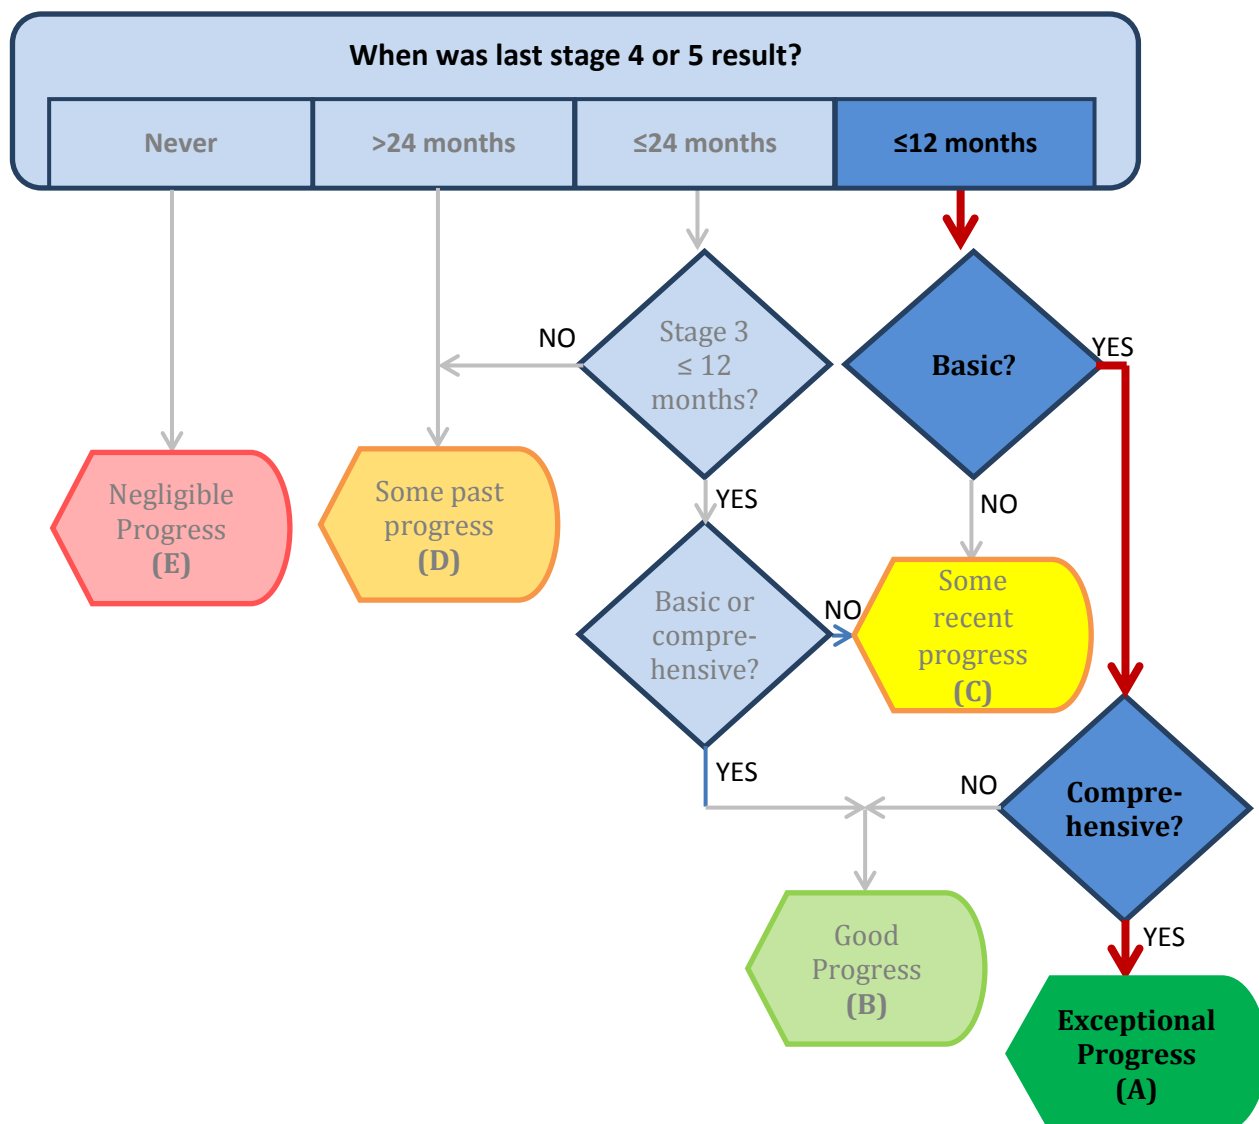 When was last stage 4 or 5 result?
Never
>24 months
≤24 months
≤12 months
NO
Stage 3
≤ 12
months?
Basic?
YES
Negligible
Progress
(E)
Some past
progress
(D)
YES
NO
Basic or
compre-
hensive?
NO
Some
recent
progress
(C)
YES
NO
Compre-
hensive?
YES
Good
Progress
(B)
Exceptional
Progress
(A)